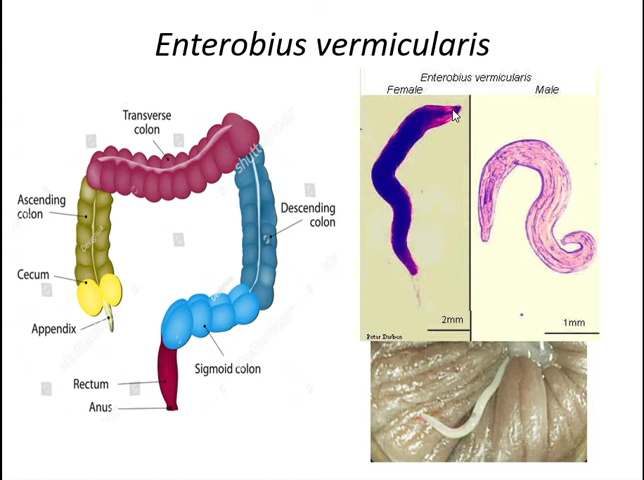 Enterobius vermicularis
Enterobius vermicularis
Female Male
Transverse
colon
Ascending
colon
Descending
colon
Cecum
Appendix
Sigmoid colon
Rectum
Anus
2mm
1mm
Peter Darben